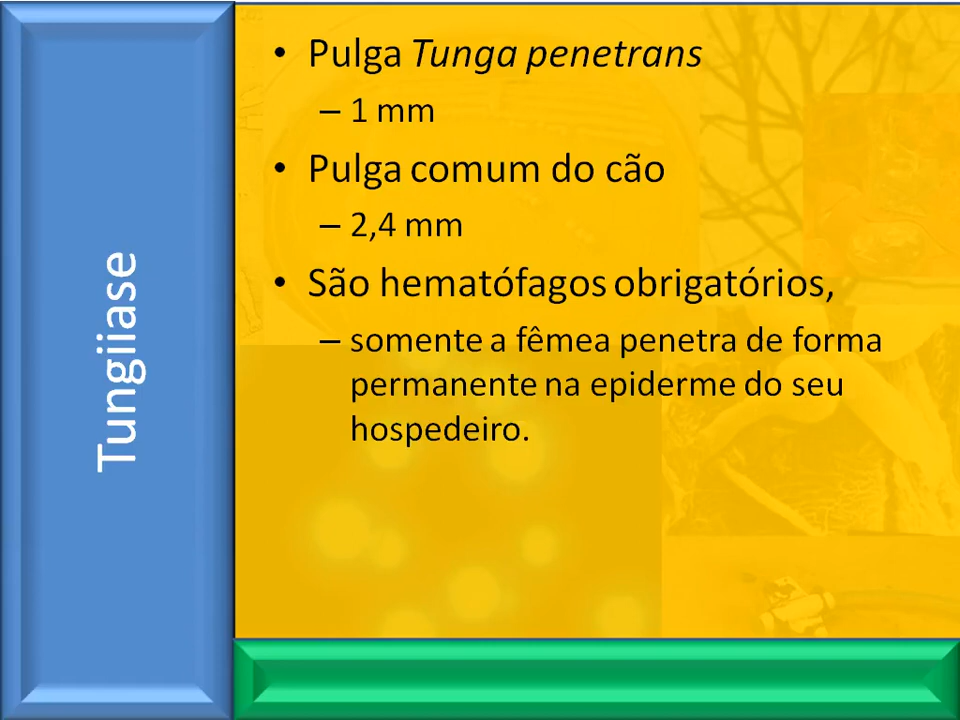 Tungiiase
• Pulga Tunga penetrans
– 1 mm
• Pulga comum do cão
– 2,4 mm
• São hematófagos obrigatórios,
– somente a fêmea penetra de forma
permanente na epiderme do seu
hospedeiro.